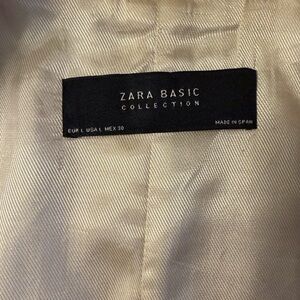 ZARA BASIC
COLLECTION
EUR L USA L MEX 30
MADE IN SPAIN